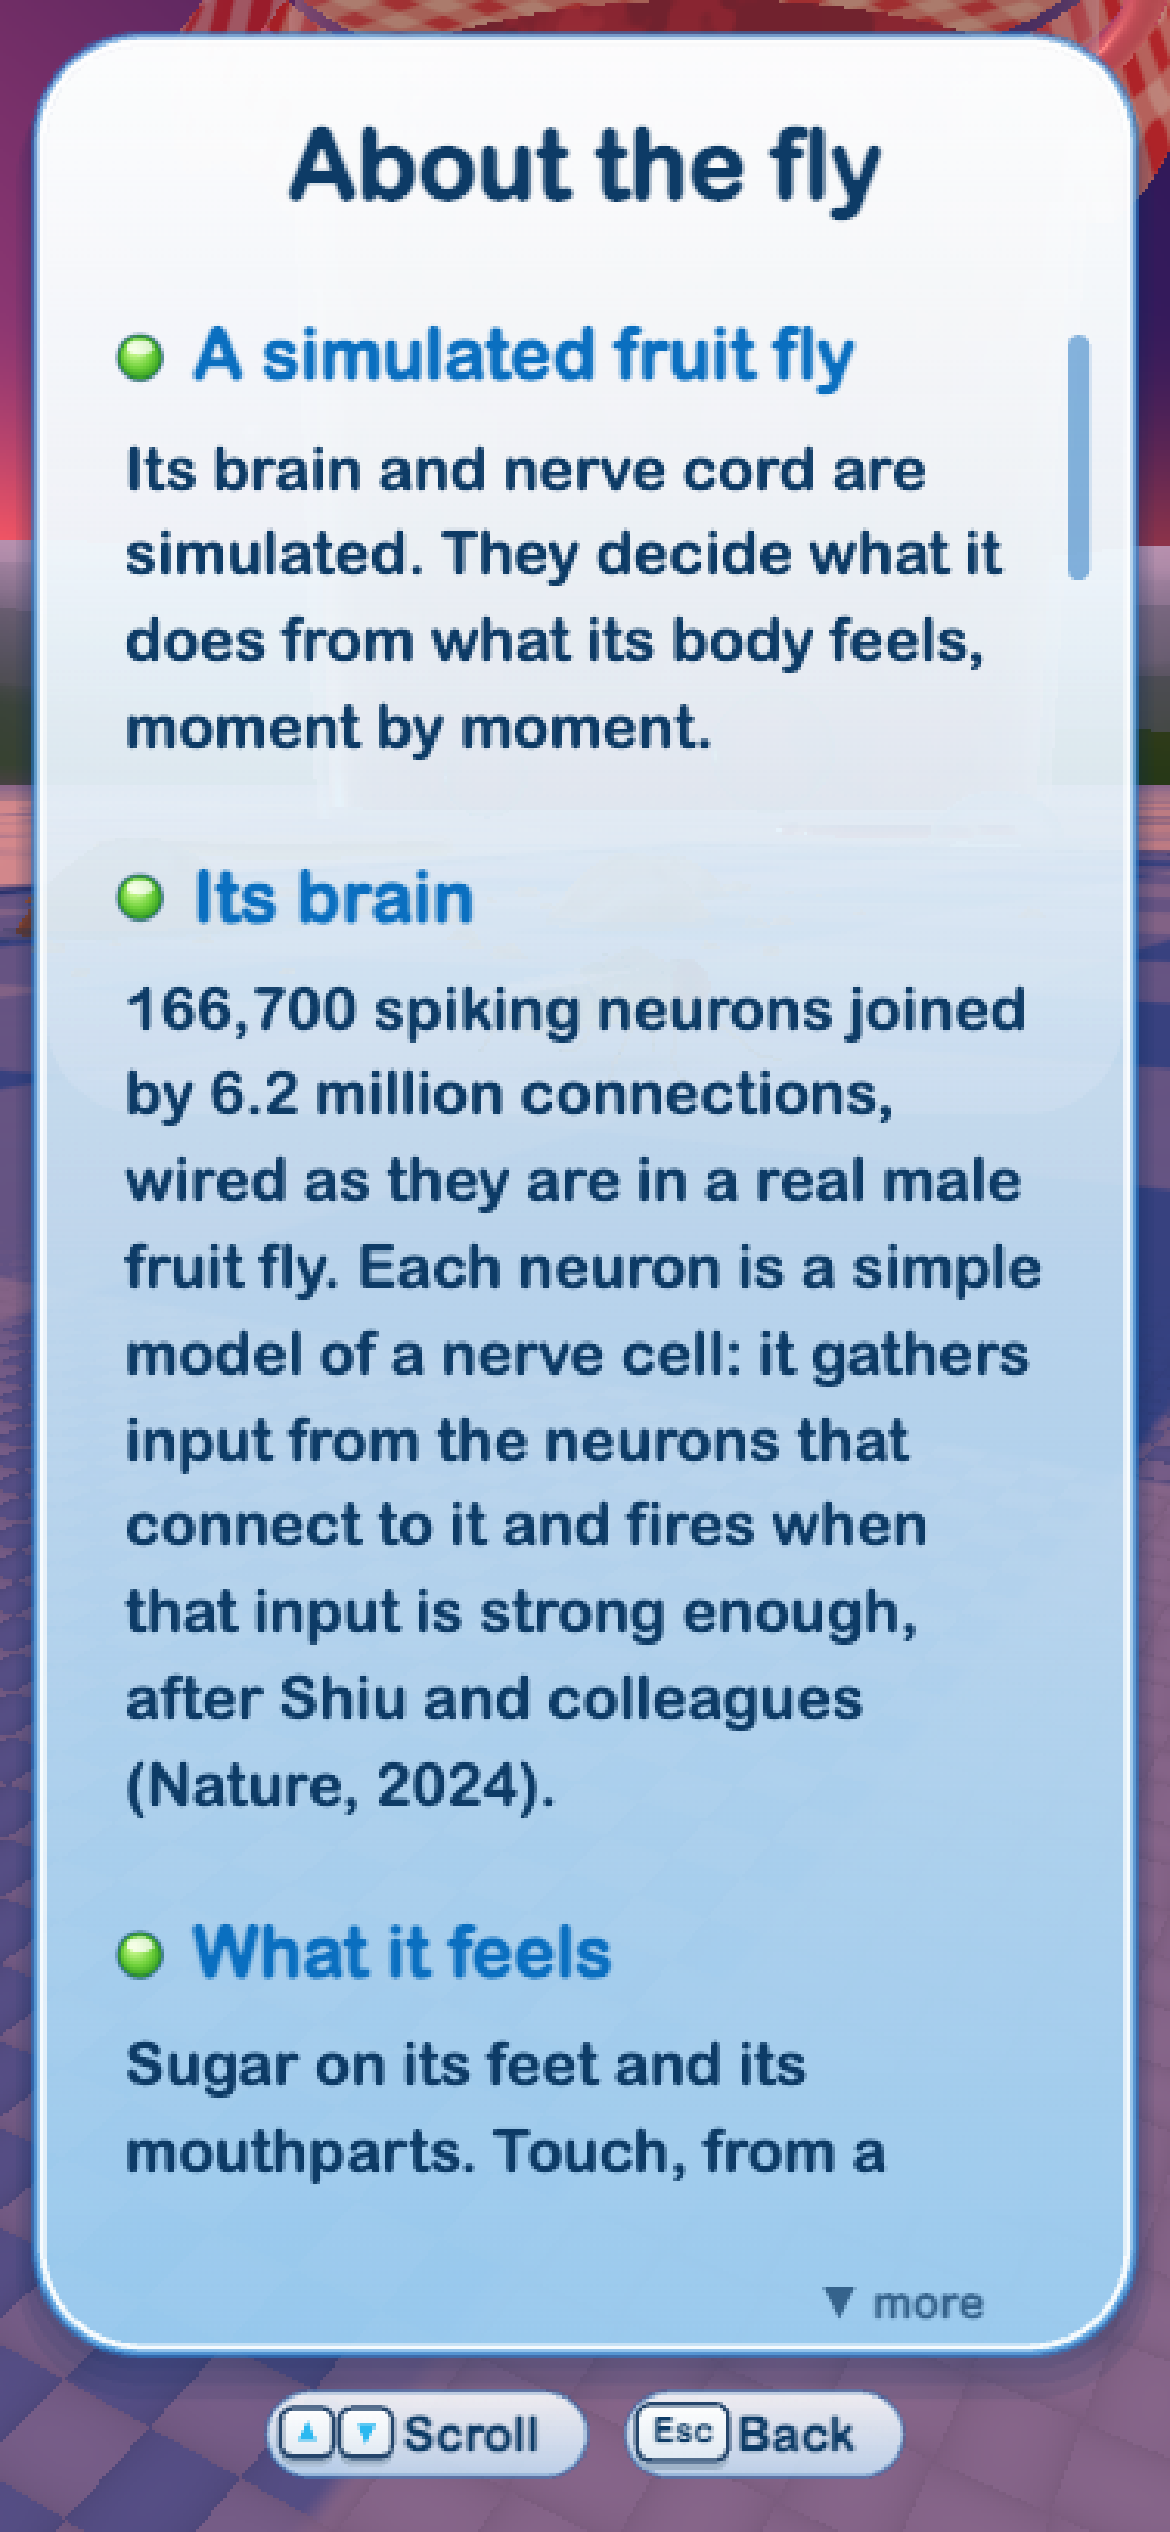 About the fly
A simulated fruit fly
Its brain and nerve cord are
simulated. They decide what it
does from what its body feels,
moment by moment.
Its brain
166,700 spiking neurons joined
by 6.2 million connections,
wired as they are in a real male
fruit fly. Each neuron is a simple
model of a nerve cell: it gathers
input from the neurons that
connect to it and fires when
that input is strong enough,
after Shiu and colleagues
(Nature, 2024).
What it feels
Sugar on its feet and its
mouthparts. Touch, from a
▼ more
▲ ▼ Scroll Esc Back